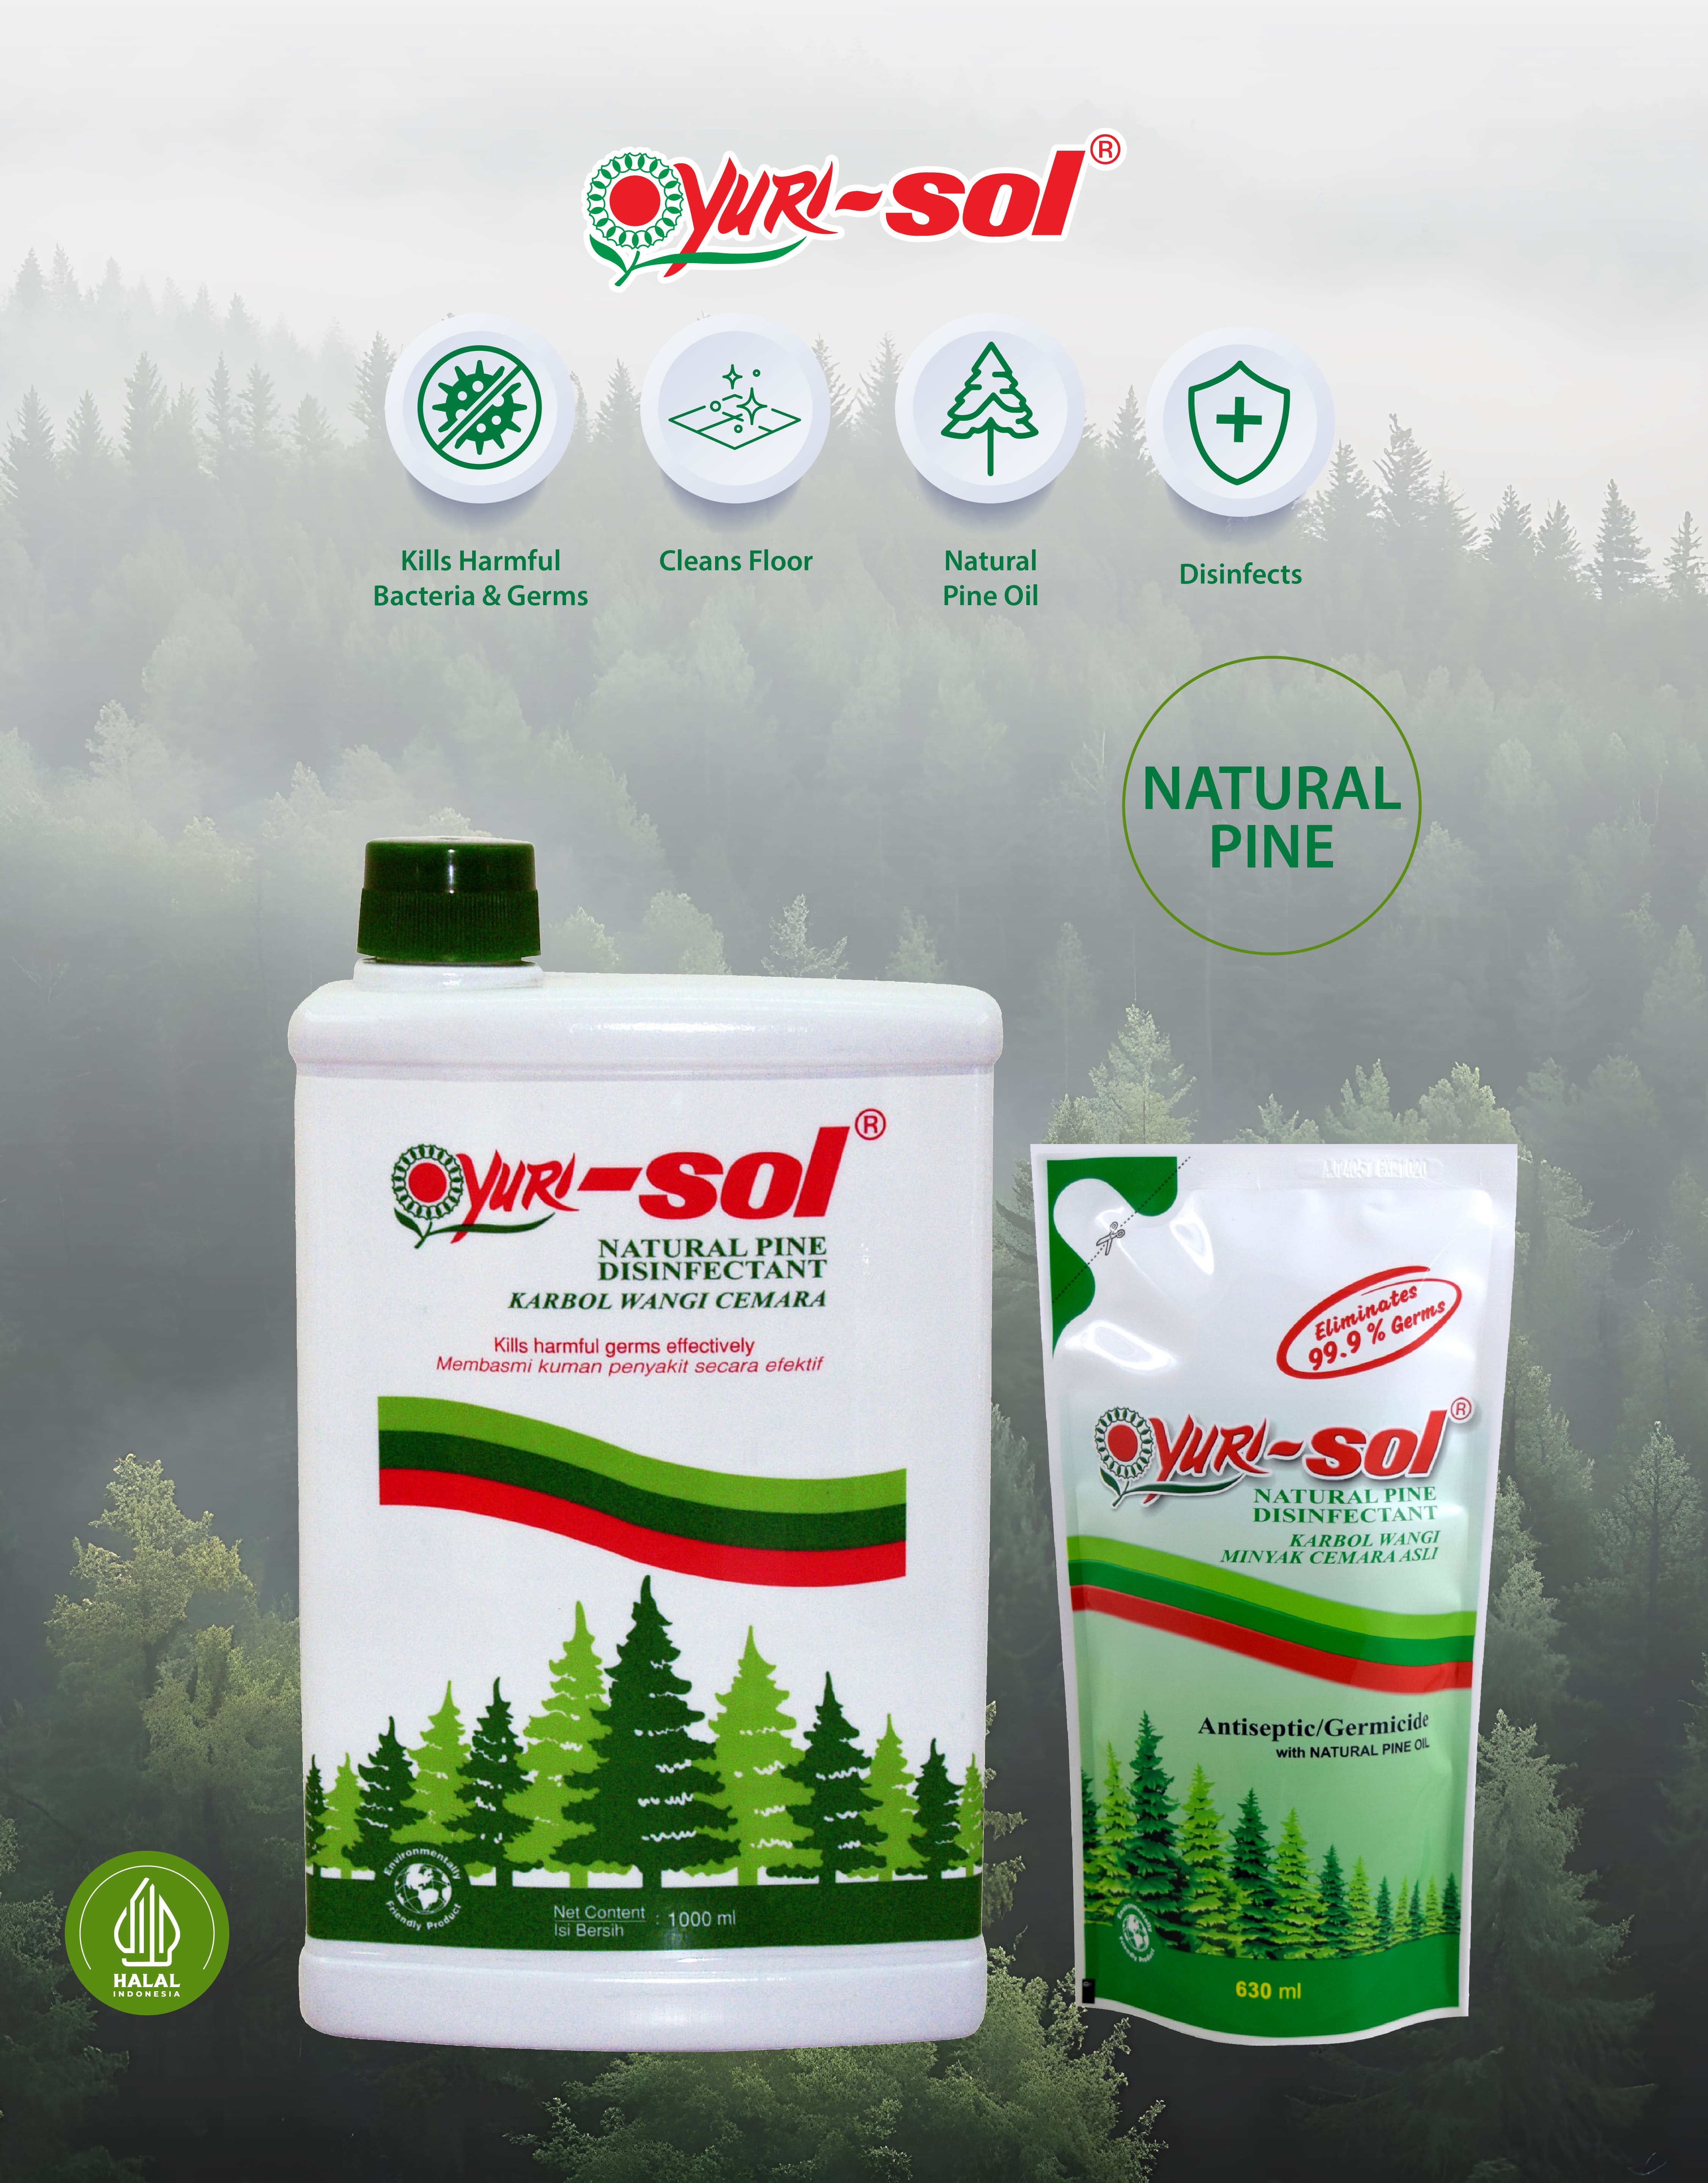 YURI~sol®
Kills Harmful
Bacteria & Germs
Cleans Floor
Natural
Pine Oil
Disinfects
NATURAL
PINE
YURI-sol®
NATURAL PINE
DISINFECTANT
KARBOL WANGI CEMARA
Kills harmful germs effectively
Membasmi kuman penyakit secara efektif
Environmentally
Friendly Product
Net Content
Isi Bersih
: 1000 ml
Eliminates
99.9 % Germs
YURI~sol®
NATURAL PINE
DISINFECTANT
KARBOL WANGI
MINYAK CEMARA ASLI
Antiseptic/Germicide
with NATURAL PINE OIL
Environmentally
Friendly Product
630 ml
HALAL
INDONESIA